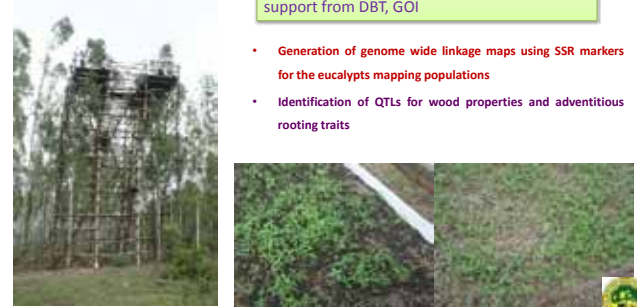 support from DBT, GOI
• Generation of genome wide linkage maps using SSR markers
for the eucalypts mapping populations
• Identification of QTLs for wood properties and adventitious
rooting traits